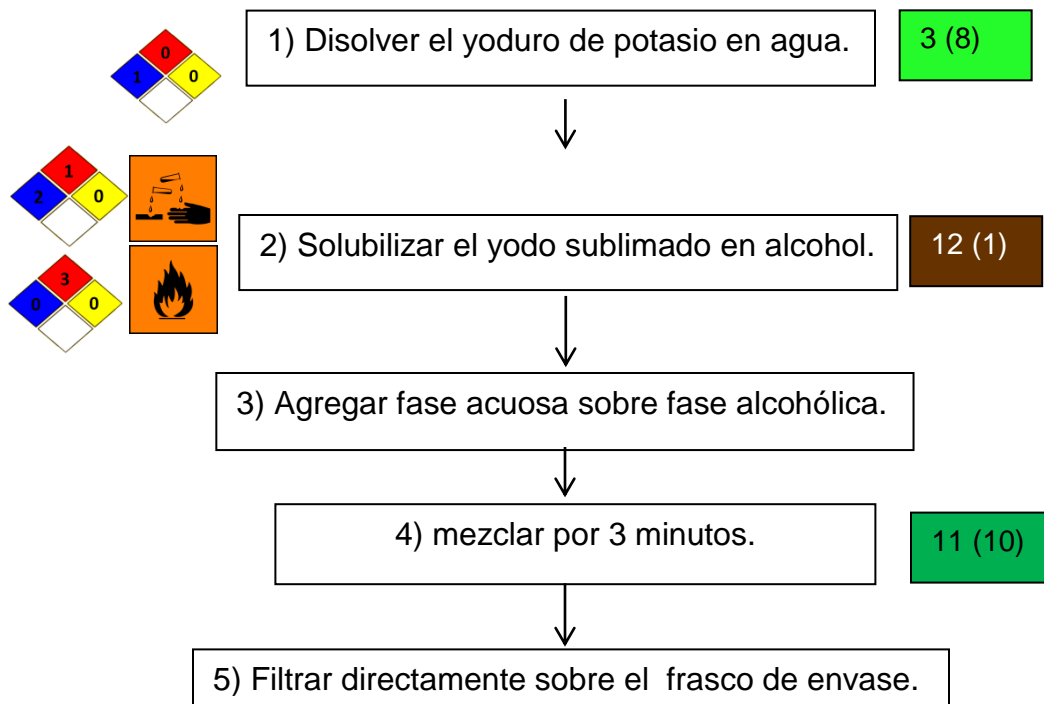 0
1) Disolver el yoduro de potasio en agua.
3 (8)
1
0
1
2
0
2) Solubilizar el yodo sublimado en alcohol.
12 (1)
3
0
0
3) Agregar fase acuosa sobre fase alcohólica.
4) mezclar por 3 minutos.
11 (10)
5) Filtrar directamente sobre el frasco de envase.